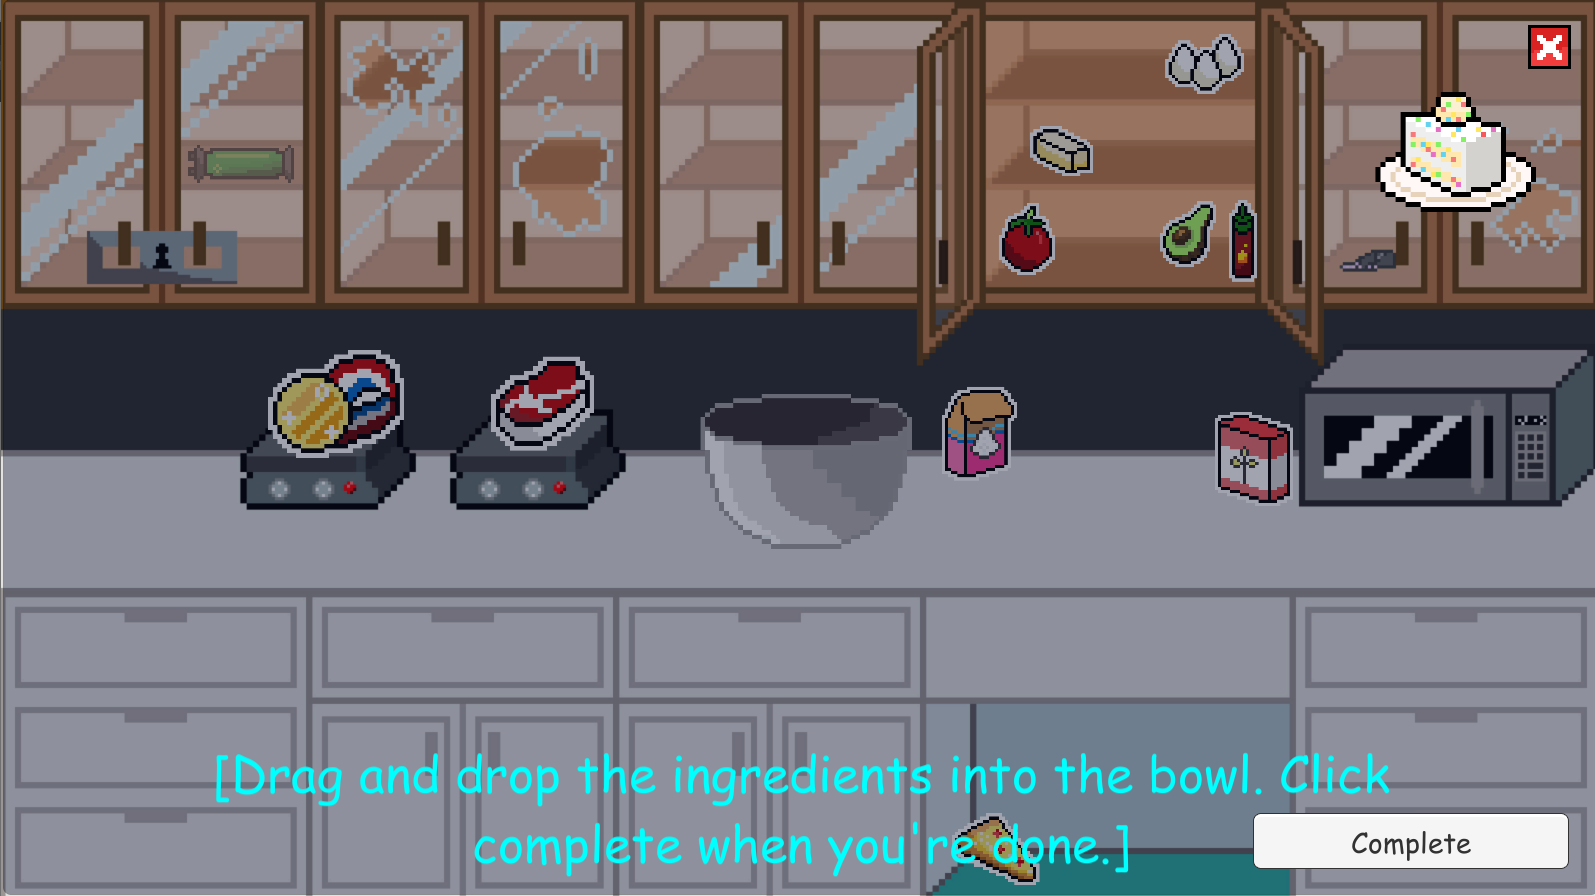 [Drag and drop the ingredients into the bowl. Click
complete when you're done.]
Complete